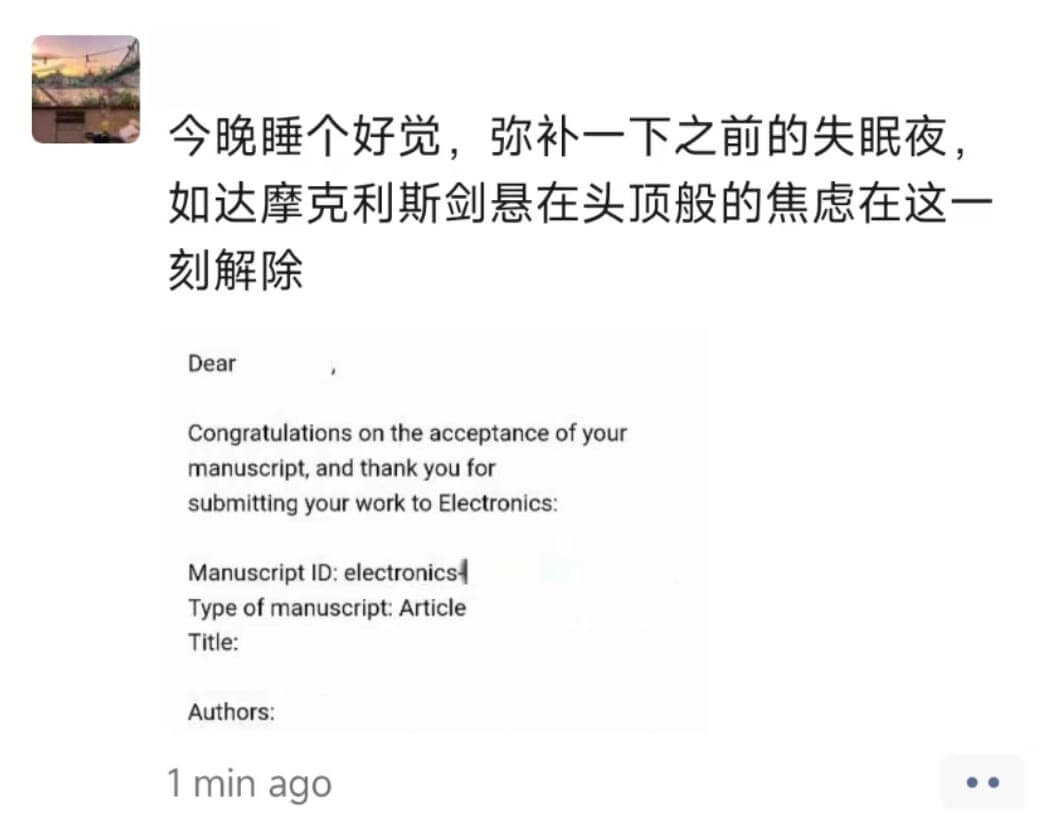 今晚睡个好觉，弥补一下之前的失眠夜，
如达摩克利斯剑悬在头顶般的焦虑在这一
刻解除
Dear ,
Congratulations on the acceptance of your
manuscript, and thank you for
submitting your work to Electronics:
Manuscript ID: electronics-
Type of manuscript: Article
Title:
Authors:
1 min ago